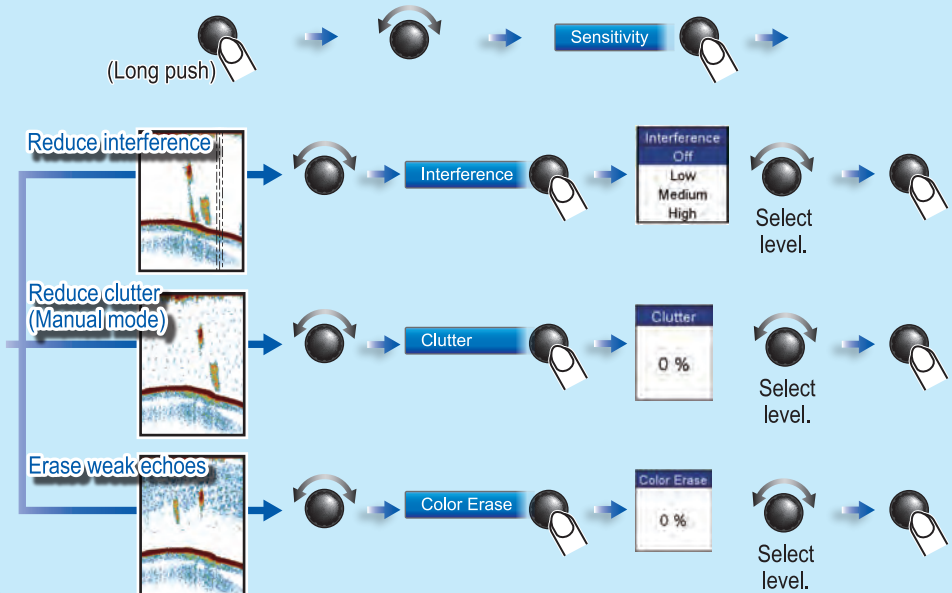 (Long push)
Sensitivity
Reduce interference
Interference
Interference
Off
Low
Medium
High
Select
level.
Reduce clutter
(Manual mode)
Clutter
Clutter
0 %
Select
level.
Erase weak echoes
Color Erase
Color Erase
0 %
Select
level.